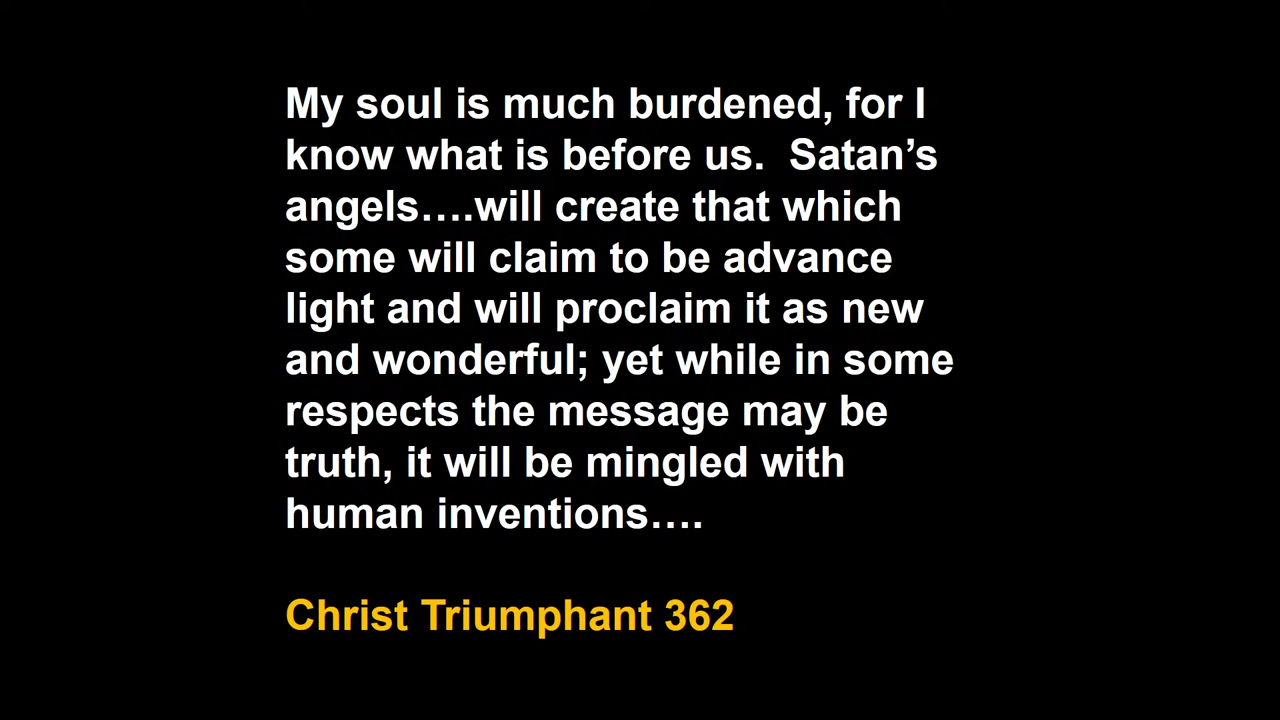 My soul is much burdened, for I
know what is before us.  Satan’s
angels….will create that which
some will claim to be advance
light and will proclaim it as new
and wonderful; yet while in some
respects the message may be
truth, it will be mingled with
human inventions….
Christ Triumphant 362